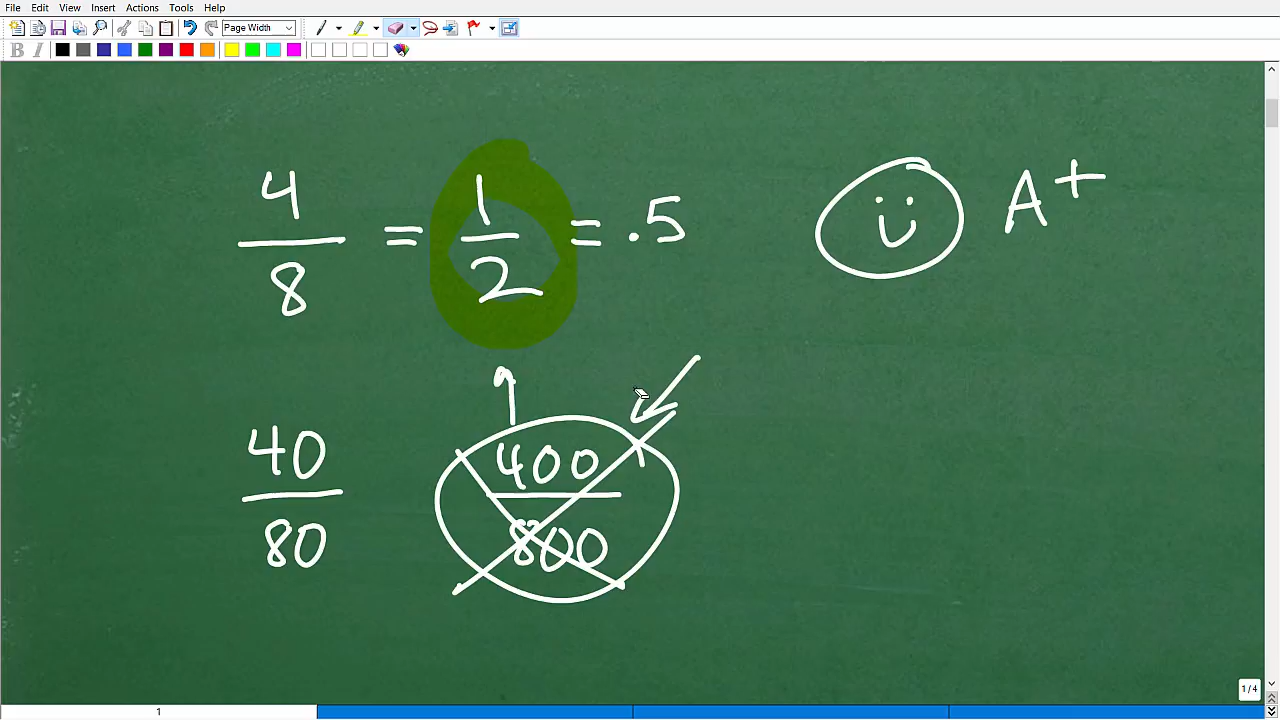 File Edit View Insert Actions Tools Help
Page Width
B I
4/8 = 1/2 = .5
A+
40/80 400/800
1/4
1